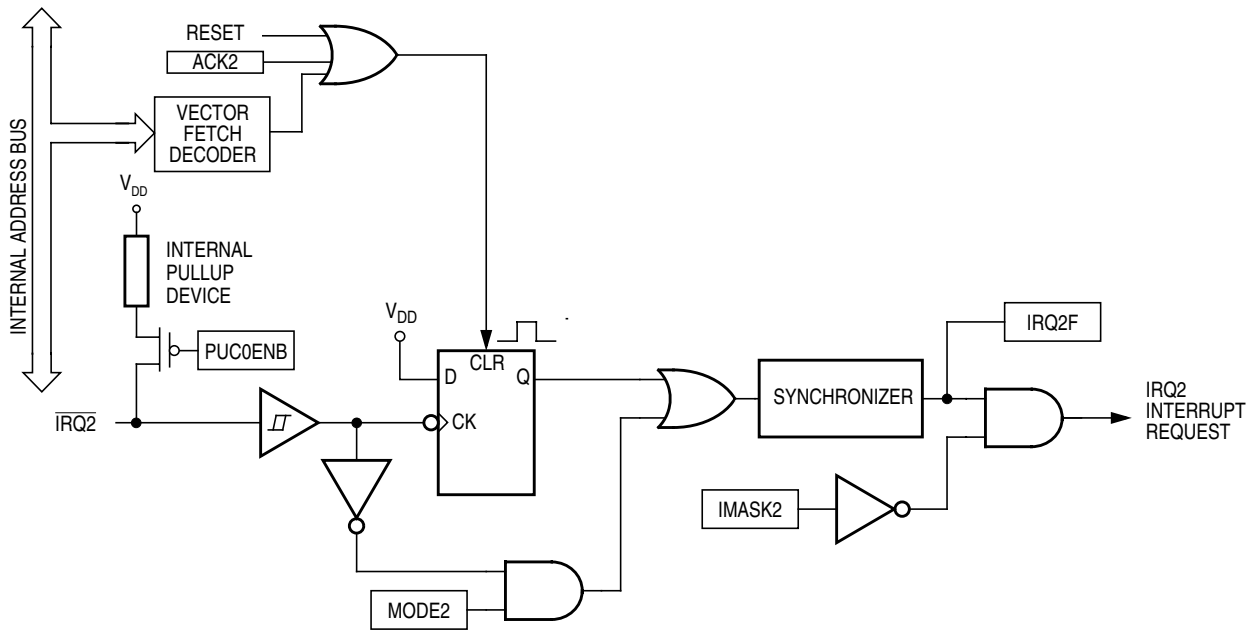 INTERNAL ADDRESS BUS
RESET
ACK2
VECTOR
FETCH
DECODER
VDD
INTERNAL
PULLUP
DEVICE
PUC0ENB
IRQ2
VDD
CLR
D
Q
CK
SYNCHRONIZER
IRQ2F
IRQ2
INTERRUPT
REQUEST
IMASK2
MODE2